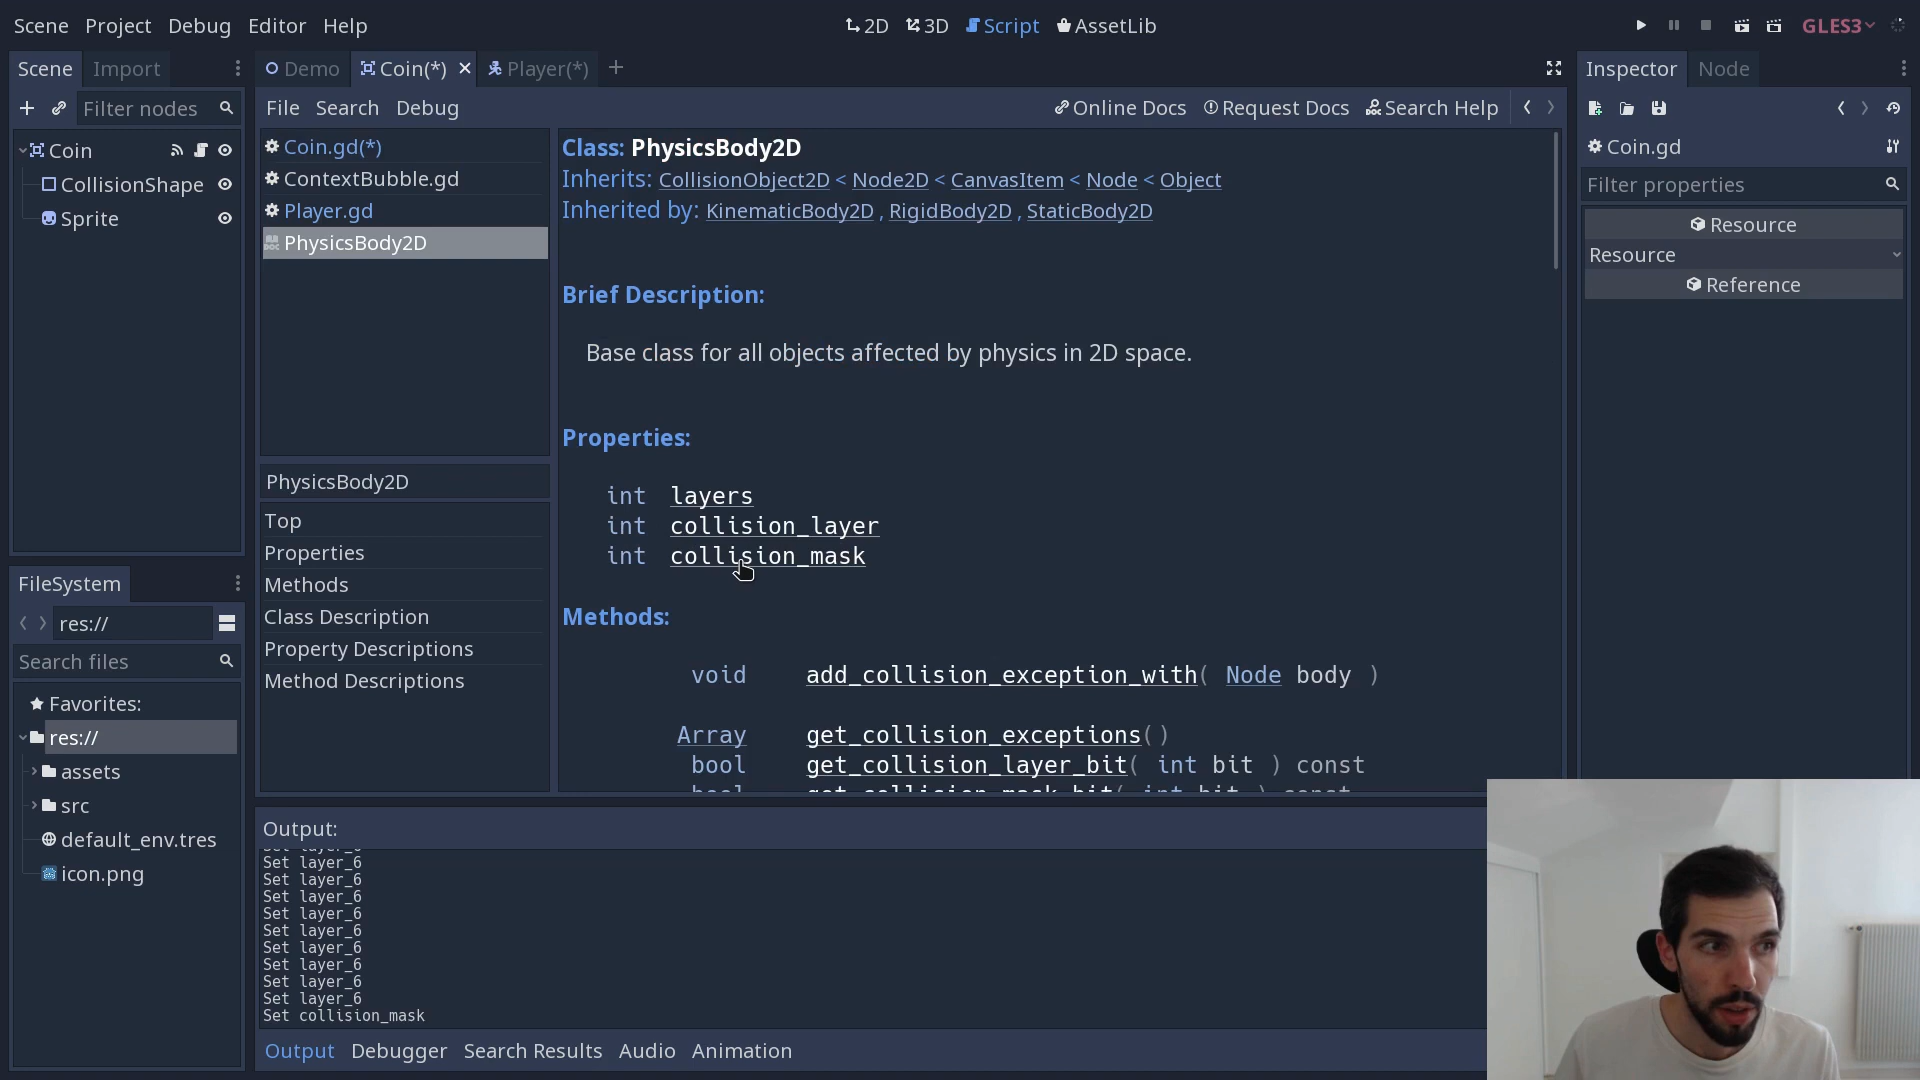 Scene Project Debug Editor Help
2D 3D Script AssetLib
GLES3
Scene Import
Demo Coin(*) Player(*)
Inspector Node
Filter nodes
File Search Debug
Online Docs Request Docs Search Help
Coin
CollisionShape
Sprite
Coin.gd(*)
ContextBubble.gd
Player.gd
PhysicsBody2D
PhysicsBody2D
Top
Properties
Methods
Class Description
Property Descriptions
Method Descriptions
Class: PhysicsBody2D
Inherits: CollisionObject2D < Node2D < CanvasItem < Node < Object
Inherited by: KinematicBody2D , RigidBody2D , StaticBody2D
Brief Description:
Base class for all objects affected by physics in 2D space.
Properties:
int layers
int collision_layer
int collision_mask
Methods:
void add_collision_exception_with( Node body )
Array get_collision_exceptions()
bool get_collision_layer_bit( int bit ) const
bool get_collision_mask_bit( int bit ) const
Coin.gd
Filter properties
Resource
Resource
Reference
FileSystem
res://
Search files
Favorites:
res://
assets
src
default_env.tres
icon.png
Output:
Set layer_6
Set layer_6
Set layer_6
Set layer_6
Set layer_6
Set layer_6
Set layer_6
Set layer_6
Set layer_6
Set layer_6
Set collision_mask
Output Debugger Search Results Audio Animation